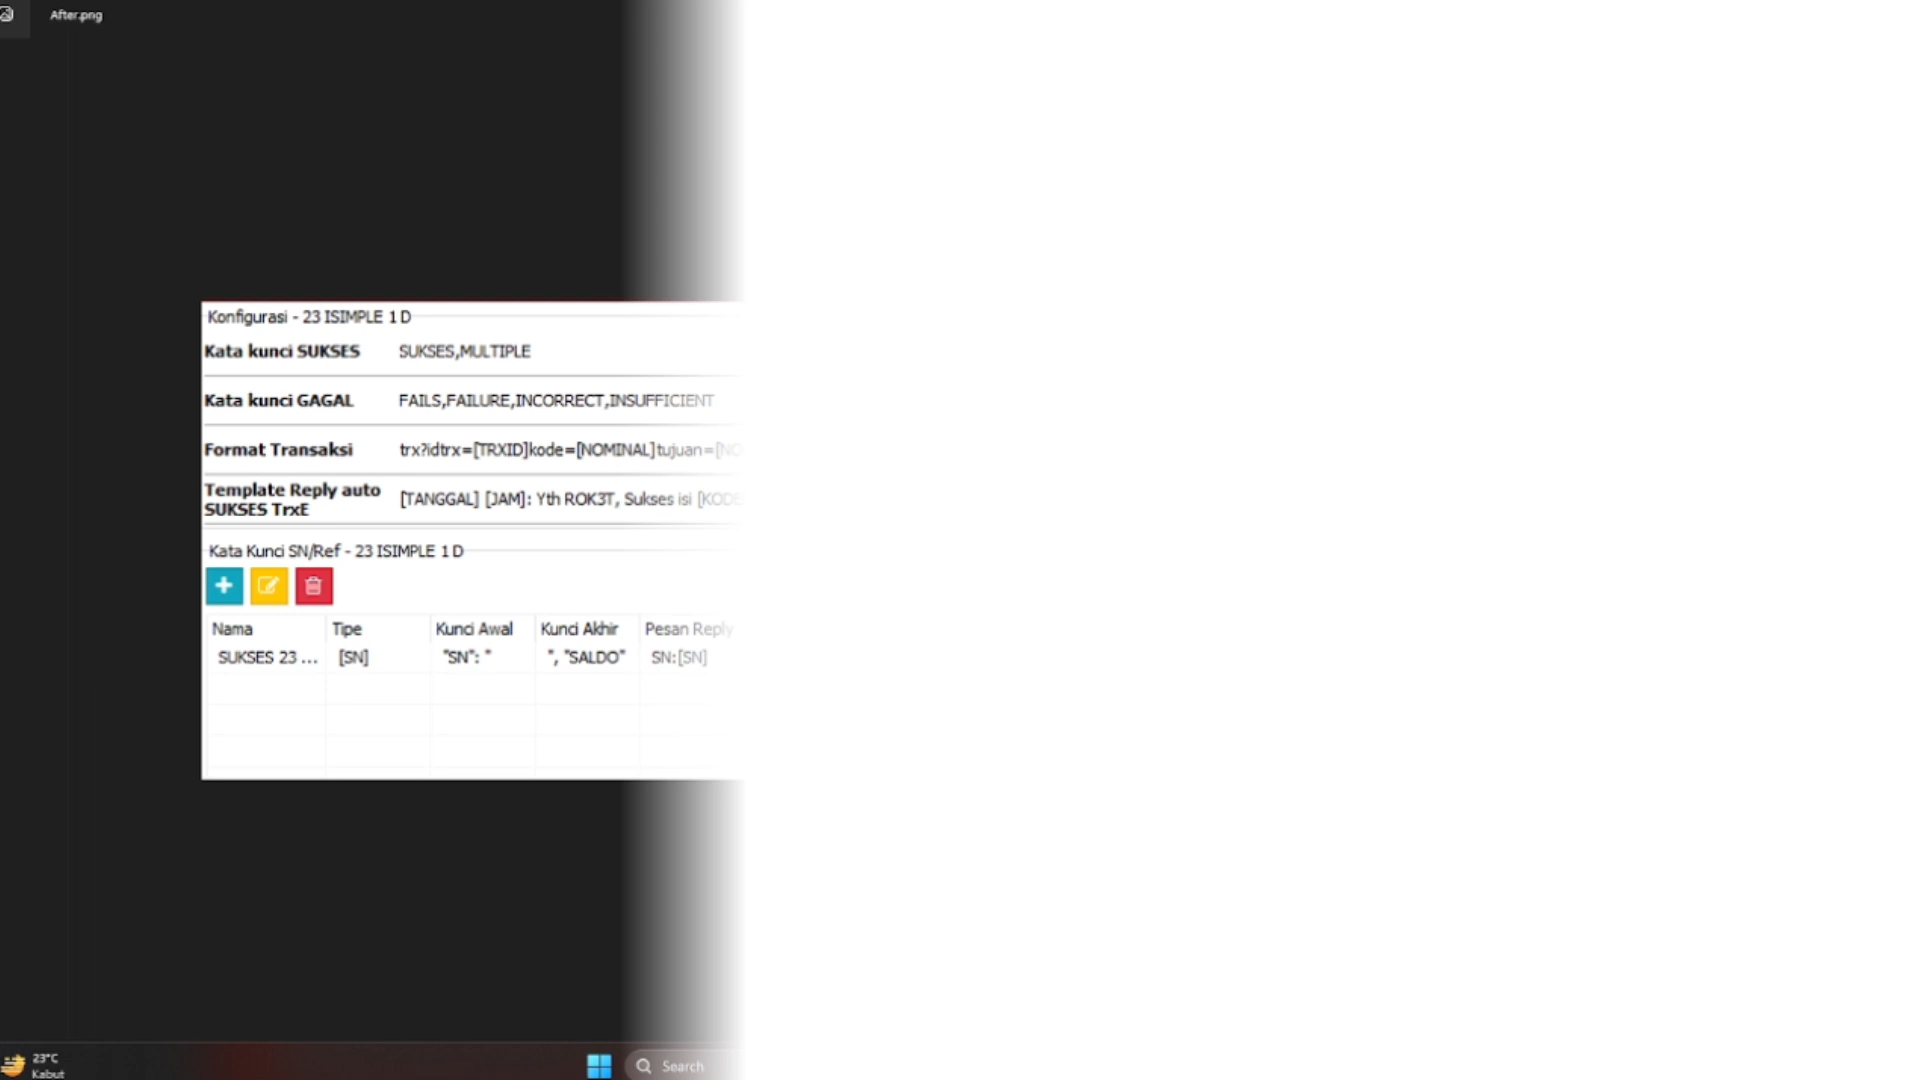 After.png
Konfigurasi - 23 ISIMPLE 1 D
Kata kunci SUKSES SUKSES,MULTIPLE
Kata kunci GAGAL FAILS,FAILURE,INCORRECT,INSUFFICIENT
Format Transaksi trx?idtrx=[TRXID]kode=[NOMINAL]tujuan=[NO
Template Reply auto
SUKSES TrxE
[TANGGAL] [JAM]: Yth ROK3T, Sukses isi [KODE
Kata Kunci SN/Ref - 23 ISIMPLE 1 D
Nama Tipe Kunci Awal Kunci Akhir Pesan Reply
SUKSES 23 ... [SN] "SN": " ", "SALDO" SN:[SN]
23°C
Kabut
Search